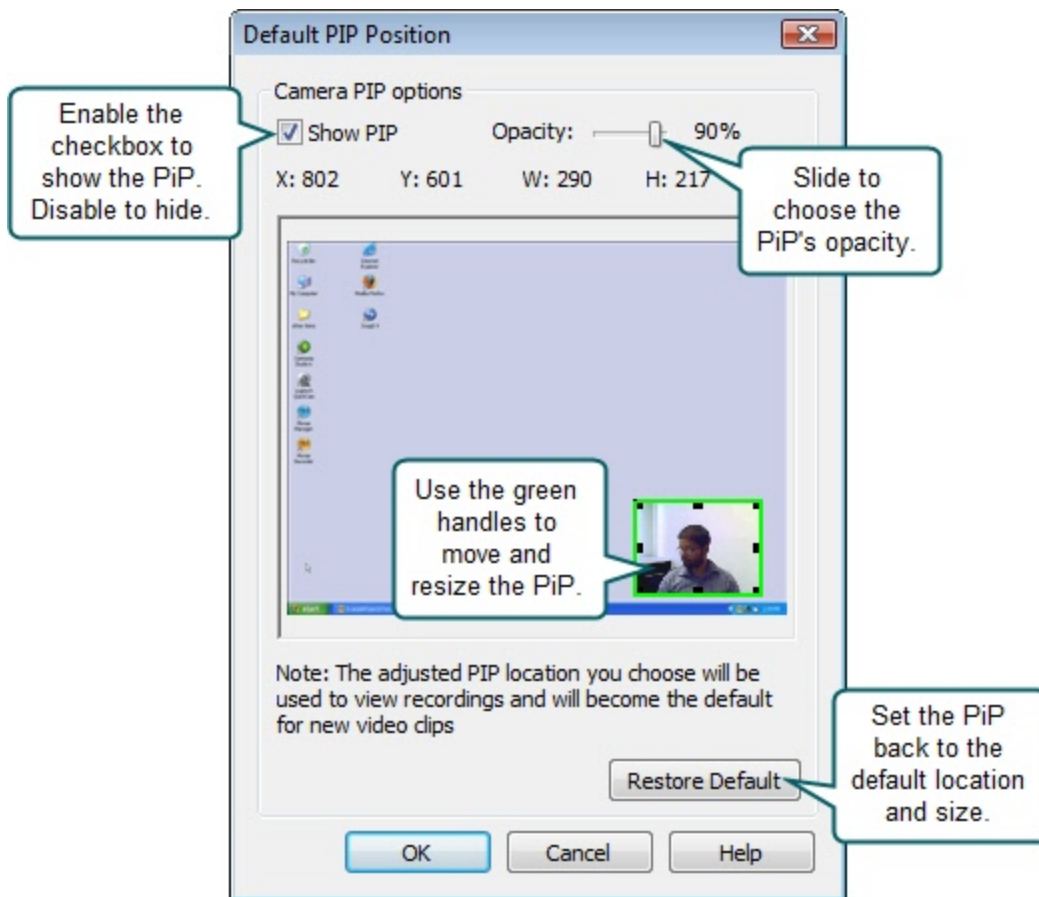 Default PIP Position
Camera PIP options
Enable the
checkbox to
show the PiP.
Disable to hide.
Show PIP
Opacity:
90%
X: 802
Y: 601
W: 290
H: 217
Slide to
choose the
PiP's opacity.
Use the green
handles to
move and
resize the PiP.
Note: The adjusted PIP location you choose will be
used to view recordings and will become the default
for new video clips
Set the PiP
back to the
default location
and size.
Restore Default
OK
Cancel
Help